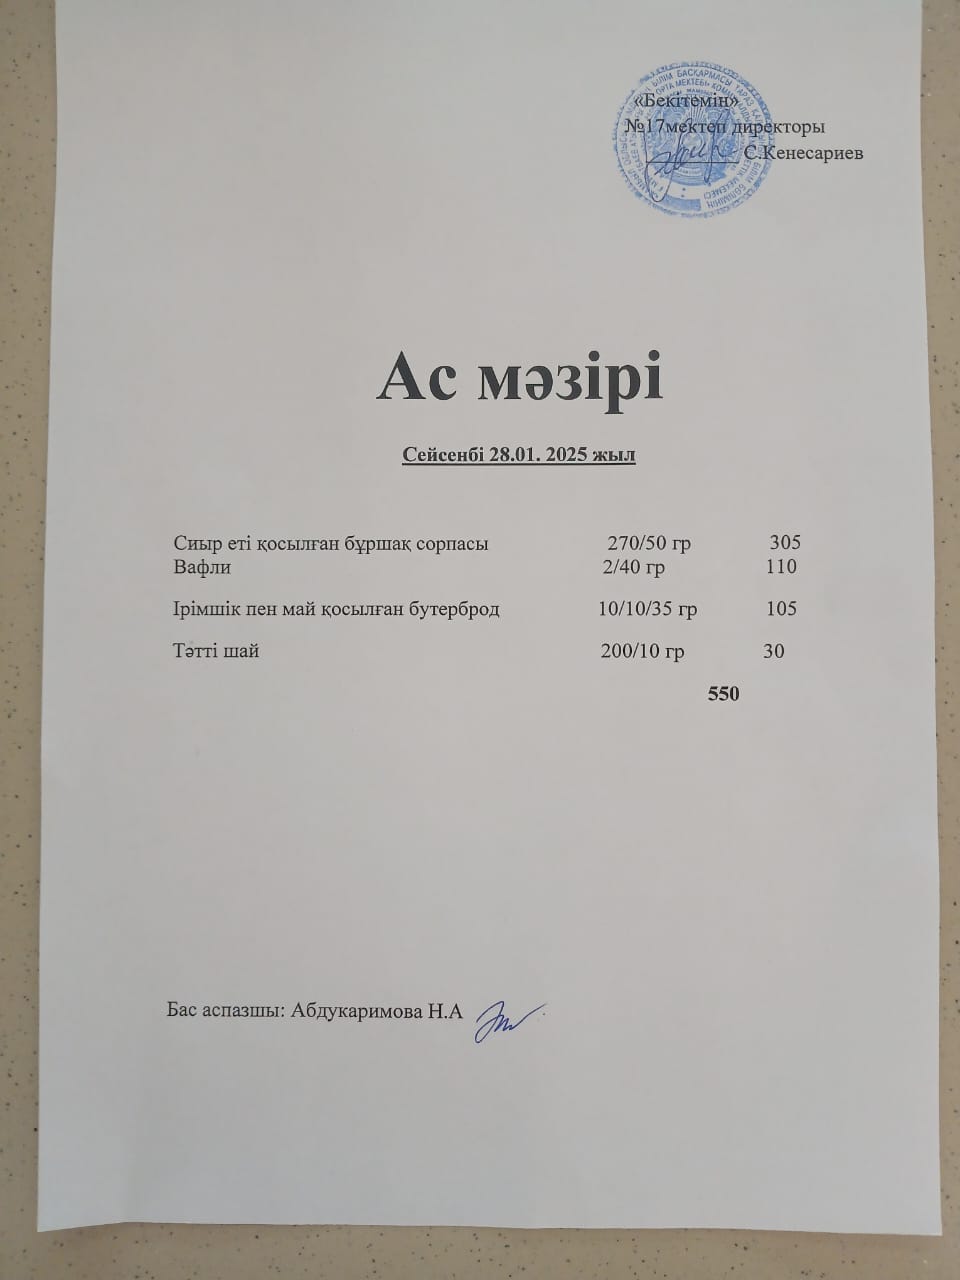 «Бекітемін»
№17мектеп директоры
С.Кенесариев
Ас мәзірі
Сейсенбі 28.01. 2025 жыл
Сиыр еті қосылған бұршақ сорпасы 270/50 гр 305
Вафли 2/40 гр 110
Ірімшік пен май қосылған бутерброд 10/10/35 гр 105
Тәтті шай 200/10 гр 30
550
Бас аспазшы: Абдукаримова Н.А